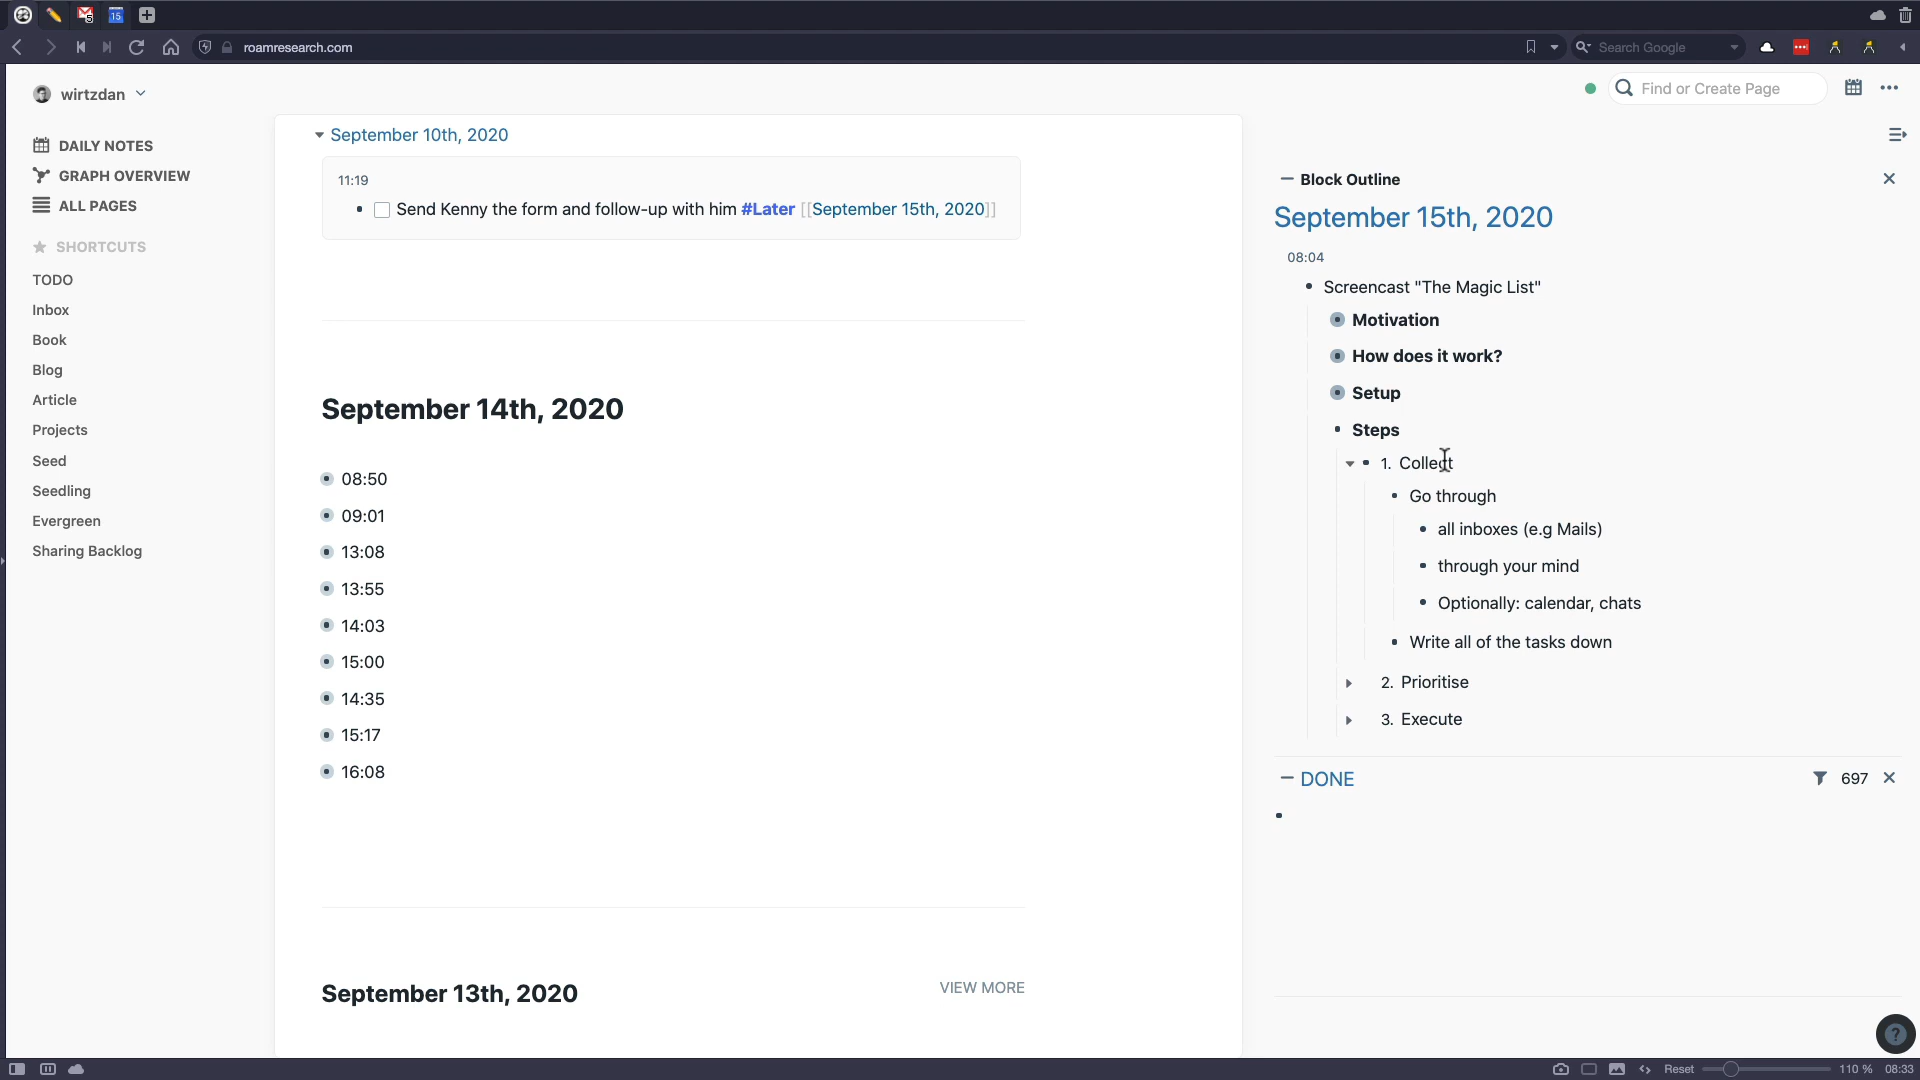 5
15
roamresearch.com
Search Google
wirtzdan
Find or Create Page
DAILY NOTES
GRAPH OVERVIEW
ALL PAGES
SHORTCUTS
TODO
Inbox
Book
Blog
Article
Projects
Seed
Seedling
Evergreen
Sharing Backlog
September 10th, 2020
11:19
Send Kenny the form and follow-up with him #Later [[September 15th, 2020]]
September 14th, 2020
08:50
09:01
13:08
13:55
14:03
15:00
14:35
15:17
16:08
September 13th, 2020
VIEW MORE
Block Outline
September 15th, 2020
08:04
Screencast "The Magic List"
Motivation
How does it work?
Setup
Steps
1. Collect
Go through
all inboxes (e.g Mails)
through your mind
Optionally: calendar, chats
Write all of the tasks down
2. Prioritise
3. Execute
DONE
697
?
Reset
110 %
08:33